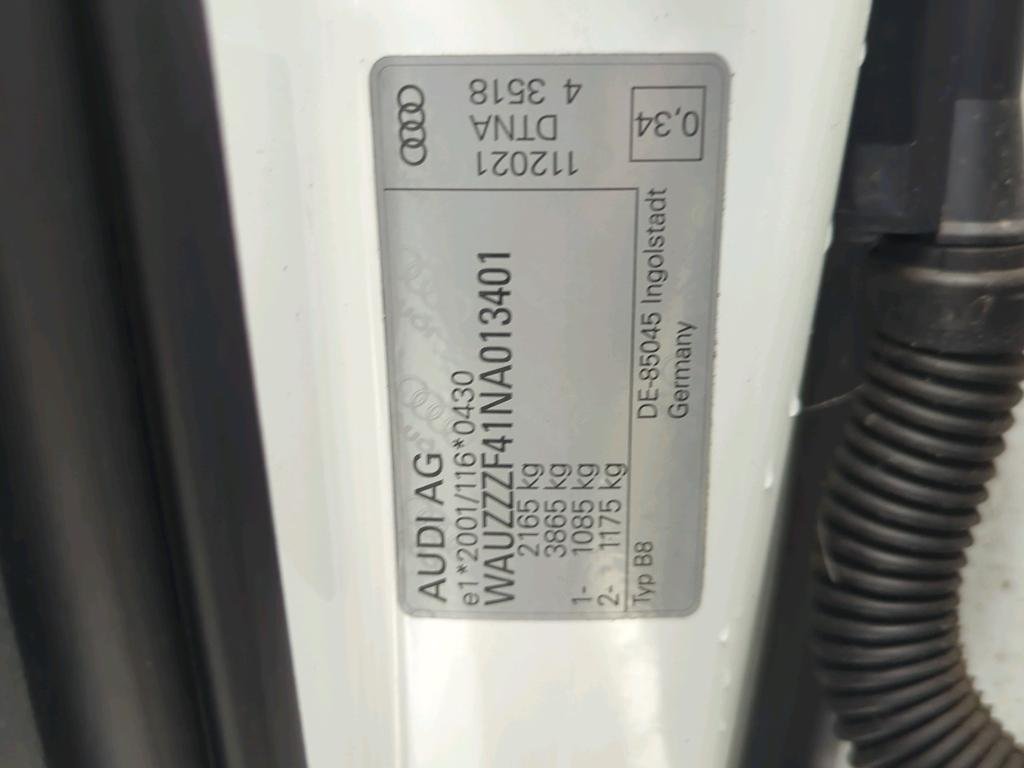 AUDI AG
e1*2001/116*0430
WAUZZZF41NA013401
2165 kg
3865 kg
1- 1085 kg
2- 1175 kg
Typ B8
DE-85045 Ingolstadt
Germany
112021
DTNA
4 3518
0,34